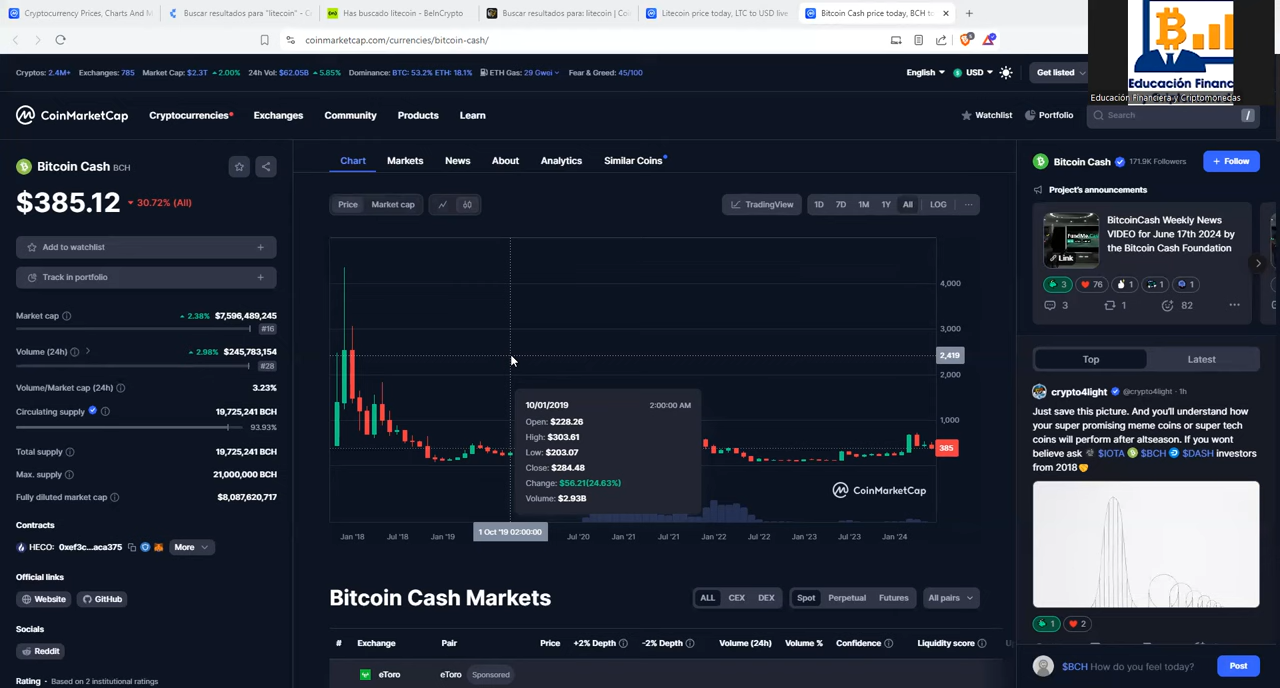 Cryptocurrency Prices, Charts And M
Buscar resultados para "litecoin" - C
Has buscado litecoin - BeInCrypto
Buscar resultados para: litecoin | Coi
Litecoin price today, LTC to USD live
Bitcoin Cash price today, BCH to
coinmarketcap.com/currencies/bitcoin-cash/
Educación Financ
Educación Financiera y Criptomonedas
Cryptos: 2.4M+ Exchanges: 785 Market Cap: $2.3T 2.00% 24h Vol: $62.05B 5.85% Dominance: BTC: 53.2% ETH: 18.1% ETH Gas: 29 Gwei Fear & Greed: 45/100
English USD Get listed
CoinMarketCap Cryptocurrencies Exchanges Community Products Learn
Watchlist Portfolio Search /
Bitcoin Cash BCH
$385.12 30.72% (All)
Add to watchlist +
Track in portfolio +
Market cap 2.38% $7,596,489,245
#16
Volume (24h) 2.98% $245,783,154
#28
Volume/Market cap (24h) 3.23%
Circulating supply 19,725,241 BCH
93.93%
Total supply 19,725,241 BCH
Max. supply 21,000,000 BCH
Fully diluted market cap $8,087,620,717
Contracts
HECO: 0xef3c...aca375 More
Official links
Website GitHub
Socials
Reddit
Rating · Based on 2 institutional ratings
Chart Markets News About Analytics Similar Coins
Price Market cap
TradingView 1D 7D 1M 1Y All LOG ...
4,000
3,000
2,419
2,000
1,000
385
10/01/2019 2:00:00 AM
Open: $228.26
High: $303.61
Low: $203.07
Close: $284.48
Change: $56.21(24.63%)
Volume: $2.93B
CoinMarketCap
1 Oct '19 02:00:00
Jan '18 Jul '18 Jan '19 Jul '20 Jan '21 Jul '21 Jan '22 Jul '22 Jan '23 Jul '23 Jan '24
Bitcoin Cash Markets
ALL CEX DEX Spot Perpetual Futures All pairs
# Exchange Pair Price +2% Depth -2% Depth Volume (24h) Volume % Confidence Liquidity score
eToro eToro Sponsored
Bitcoin Cash 171.9K Followers + Follow
Project's announcements
BitcoinCash Weekly News
VIDEO for June 17th 2024 by
the Bitcoin Cash Foundation
Link
3 76 1 1 1
3 1 82
Top Latest
crypto4light @crypto4light · 1h
Just save this picture. And you'll understand how
your super promising meme coins or super tech
coins will perform after altseason. If you wont
believe ask $IOTA $BCH $DASH investors
from 2018
1 2
$BCH How do you feel today? Post